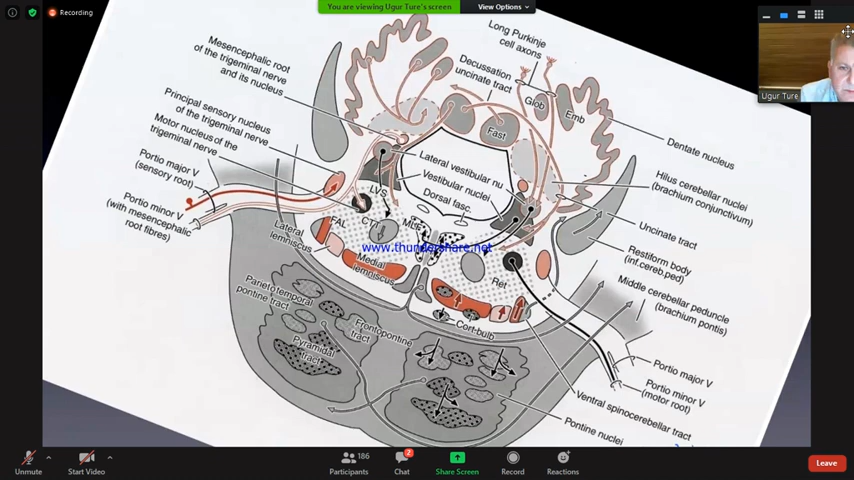 Recording
You are viewing Ugur Ture's screen
View Options
Ugur Ture
Long Purkinje
cell axons
Mesencephalic root
of the trigeminal nerve
and its nucleus
Decussation
uncinate tract
Glob
Emb
Fast
Principal sensory nucleus
of the trigeminal nerve
Motor nucleus of the
trigeminal nerve
Portio major V
(sensory root)
Portio minor V
(with mesencephalic
root fibres)
Dentate nucleus
Lateral vestibular nu
Vestibular nuclei
Dorsal fasc.
Hilus cerebellar nuclei
(brachium conjunctivum)
Uncinate tract
Restiform body
(inf.cereb.ped)
Middle cerebellar peduncle
(brachium pontis)
LVS
CTT
MLF
FAL
Lateral
lemniscus
Medial
lemniscus
www.thundershare.net
Ret
Parietotemporal
pontine tract
Frontopontine
tract
Pyramidal
tract
Cort-bulb
Portio major V
Portio minor V
(motor root)
Ventral spinocerebellar tract
Pontine nuclei
Unmute
Start Video
186
Participants
2
Chat
Share Screen
Record
Reactions
Leave